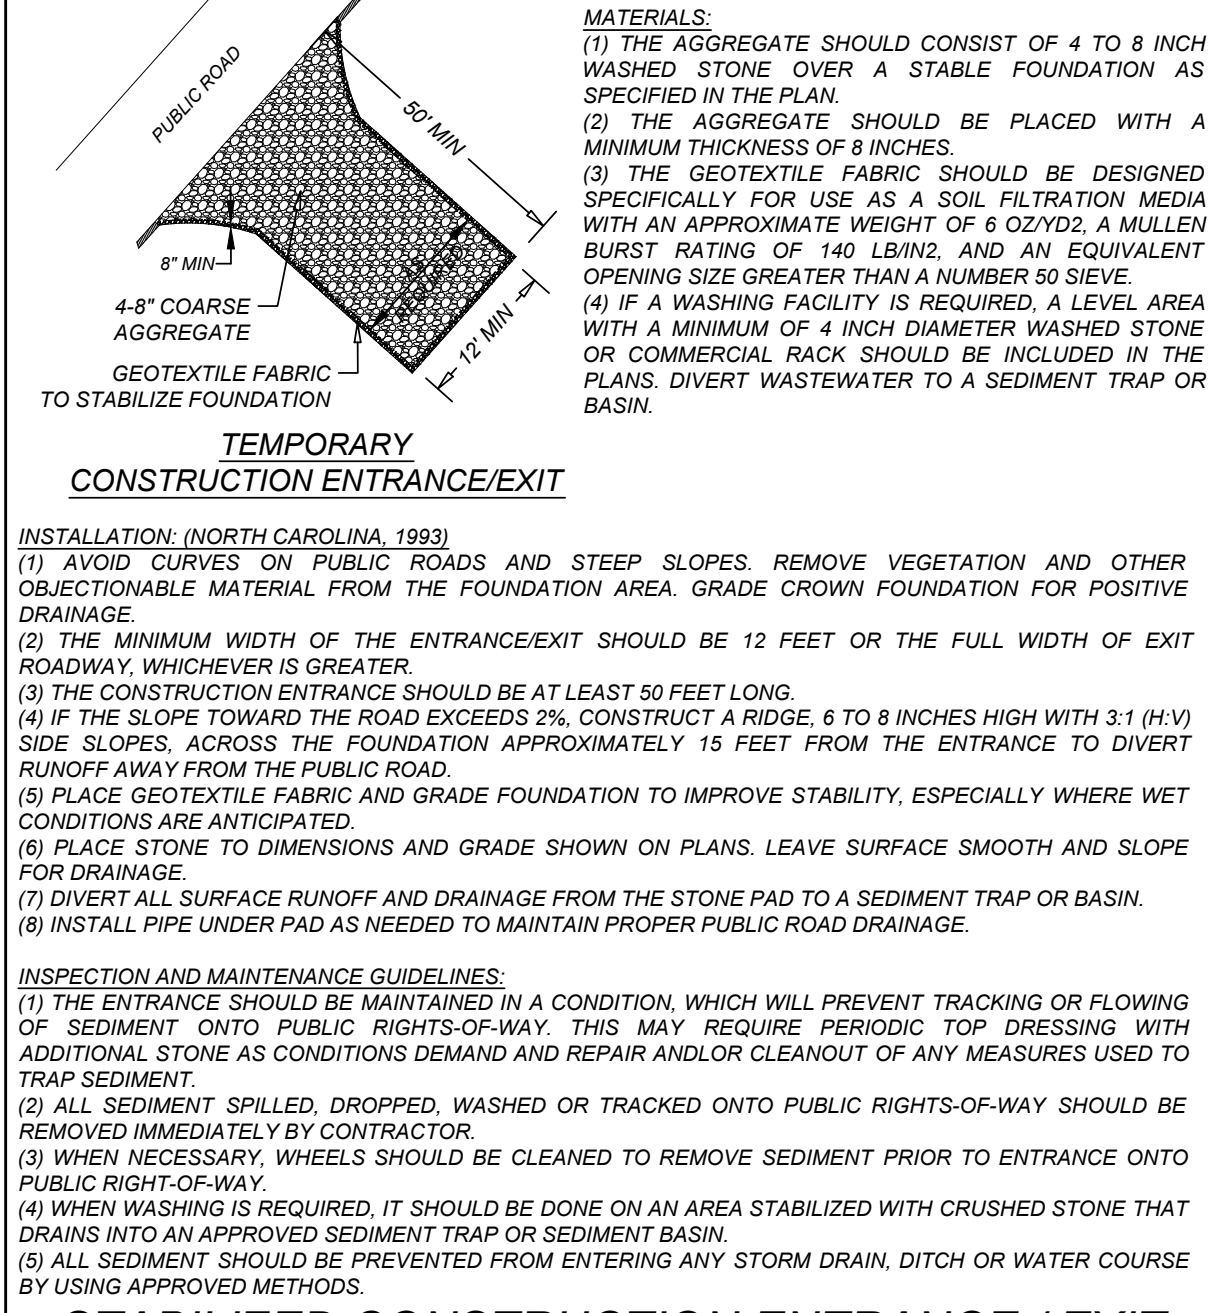 PUBLIC ROAD
50' MIN
8" MIN
4-8" COARSE
AGGREGATE
AS
REQUIRED
12' MIN
GEOTEXTILE FABRIC
TO STABILIZE FOUNDATION
TEMPORARY
CONSTRUCTION ENTRANCE/EXIT
MATERIALS:
(1) THE AGGREGATE SHOULD CONSIST OF 4 TO 8 INCH
WASHED STONE OVER A STABLE FOUNDATION AS
SPECIFIED IN THE PLAN.
(2) THE AGGREGATE SHOULD BE PLACED WITH A
MINIMUM THICKNESS OF 8 INCHES.
(3) THE GEOTEXTILE FABRIC SHOULD BE DESIGNED
SPECIFICALLY FOR USE AS A SOIL FILTRATION MEDIA
WITH AN APPROXIMATE WEIGHT OF 6 OZ/YD2, A MULLEN
BURST RATING OF 140 LB/IN2, AND AN EQUIVALENT
OPENING SIZE GREATER THAN A NUMBER 50 SIEVE.
(4) IF A WASHING FACILITY IS REQUIRED, A LEVEL AREA
WITH A MINIMUM OF 4 INCH DIAMETER WASHED STONE
OR COMMERCIAL RACK SHOULD BE INCLUDED IN THE
PLANS. DIVERT WASTEWATER TO A SEDIMENT TRAP OR
BASIN.
INSTALLATION: (NORTH CAROLINA, 1993)
(1) AVOID CURVES ON PUBLIC ROADS AND STEEP SLOPES. REMOVE VEGETATION AND OTHER
OBJECTIONABLE MATERIAL FROM THE FOUNDATION AREA. GRADE CROWN FOUNDATION FOR POSITIVE
DRAINAGE.
(2) THE MINIMUM WIDTH OF THE ENTRANCE/EXIT SHOULD BE 12 FEET OR THE FULL WIDTH OF EXIT
ROADWAY, WHICHEVER IS GREATER.
(3) THE CONSTRUCTION ENTRANCE SHOULD BE AT LEAST 50 FEET LONG.
(4) IF THE SLOPE TOWARD THE ROAD EXCEEDS 2%, CONSTRUCT A RIDGE, 6 TO 8 INCHES HIGH WITH 3:1 (H:V)
SIDE SLOPES, ACROSS THE FOUNDATION APPROXIMATELY 15 FEET FROM THE ENTRANCE TO DIVERT
RUNOFF AWAY FROM THE PUBLIC ROAD.
(5) PLACE GEOTEXTILE FABRIC AND GRADE FOUNDATION TO IMPROVE STABILITY, ESPECIALLY WHERE WET
CONDITIONS ARE ANTICIPATED.
(6) PLACE STONE TO DIMENSIONS AND GRADE SHOWN ON PLANS. LEAVE SURFACE SMOOTH AND SLOPE
FOR DRAINAGE.
(7) DIVERT ALL SURFACE RUNOFF AND DRAINAGE FROM THE STONE PAD TO A SEDIMENT TRAP OR BASIN.
(8) INSTALL PIPE UNDER PAD AS NEEDED TO MAINTAIN PROPER PUBLIC ROAD DRAINAGE.
INSPECTION AND MAINTENANCE GUIDELINES:
(1) THE ENTRANCE SHOULD BE MAINTAINED IN A CONDITION, WHICH WILL PREVENT TRACKING OR FLOWING
OF SEDIMENT ONTO PUBLIC RIGHTS-OF-WAY. THIS MAY REQUIRE PERIODIC TOP DRESSING WITH
ADDITIONAL STONE AS CONDITIONS DEMAND AND REPAIR ANDLOR CLEANOUT OF ANY MEASURES USED TO
TRAP SEDIMENT.
(2) ALL SEDIMENT SPILLED, DROPPED, WASHED OR TRACKED ONTO PUBLIC RIGHTS-OF-WAY SHOULD BE
REMOVED IMMEDIATELY BY CONTRACTOR.
(3) WHEN NECESSARY, WHEELS SHOULD BE CLEANED TO REMOVE SEDIMENT PRIOR TO ENTRANCE ONTO
PUBLIC RIGHT-OF-WAY.
(4) WHEN WASHING IS REQUIRED, IT SHOULD BE DONE ON AN AREA STABILIZED WITH CRUSHED STONE THAT
DRAINS INTO AN APPROVED SEDIMENT TRAP OR SEDIMENT BASIN.
(5) ALL SEDIMENT SHOULD BE PREVENTED FROM ENTERING ANY STORM DRAIN, DITCH OR WATER COURSE
BY USING APPROVED METHODS.
STABILIZED CONSTRUCTION ENTRANCE / EXIT